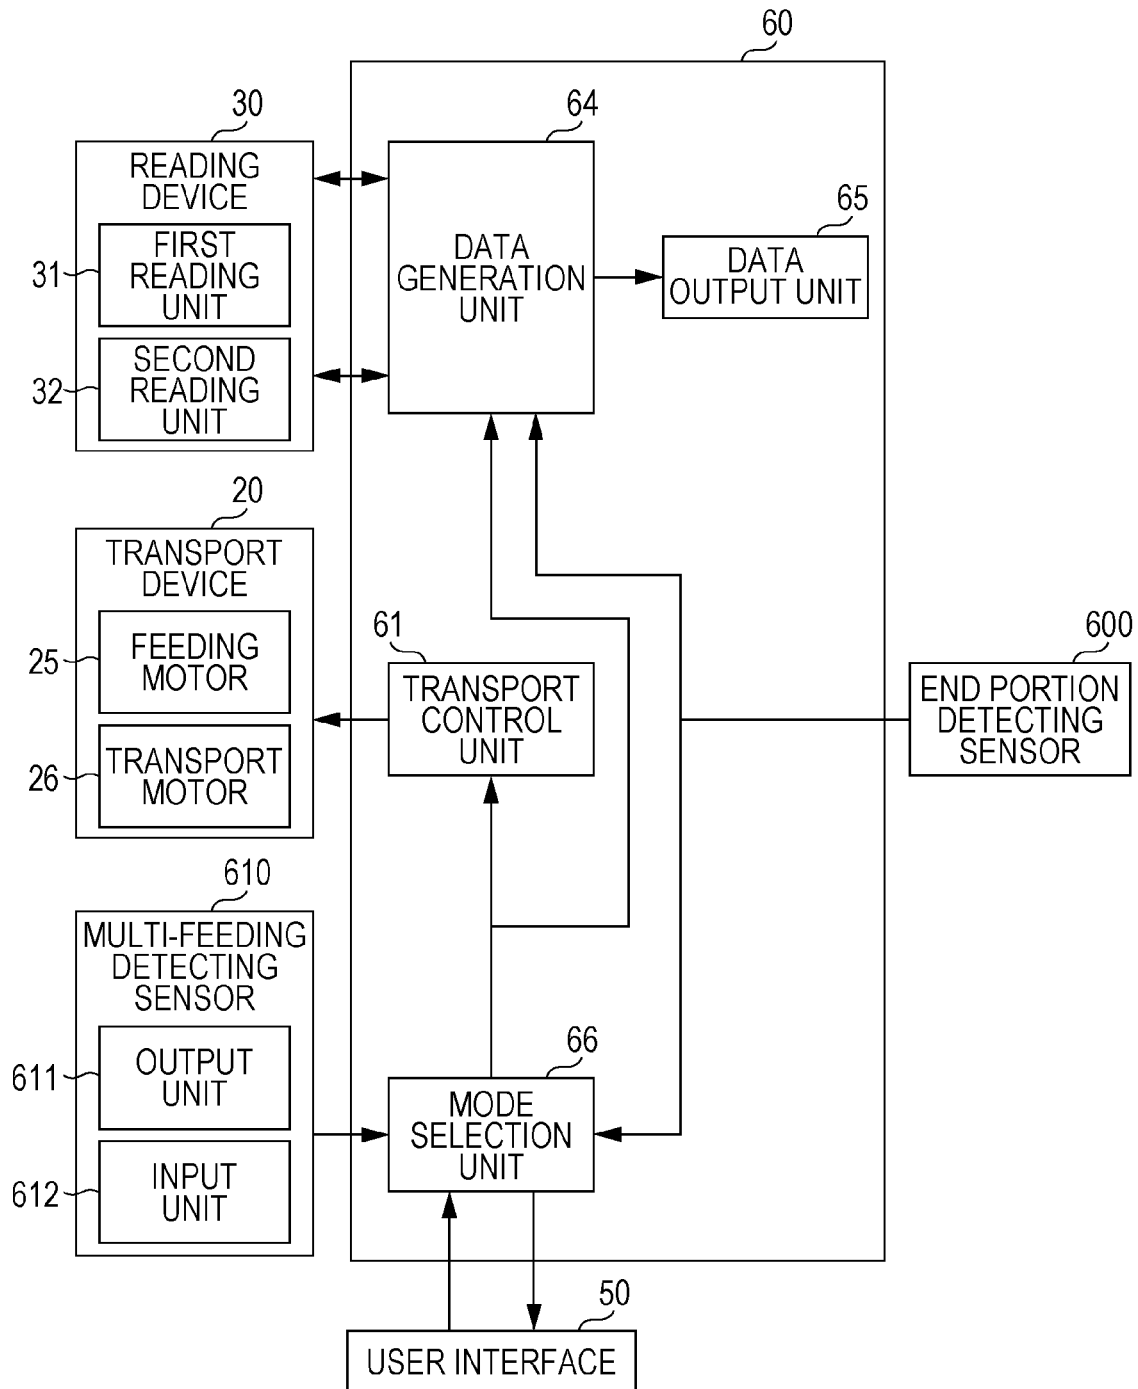 60
30
READING
DEVICE
31
FIRST
READING
UNIT
32
SECOND
READING
UNIT
64
DATA
GENERATION
UNIT
65
DATA
OUTPUT UNIT
20
TRANSPORT
DEVICE
25
FEEDING
MOTOR
26
TRANSPORT
MOTOR
61
TRANSPORT
CONTROL
UNIT
600
END PORTION
DETECTING
SENSOR
610
MULTI-FEEDING
DETECTING
SENSOR
611
OUTPUT
UNIT
612
INPUT
UNIT
66
MODE
SELECTION
UNIT
50
USER INTERFACE